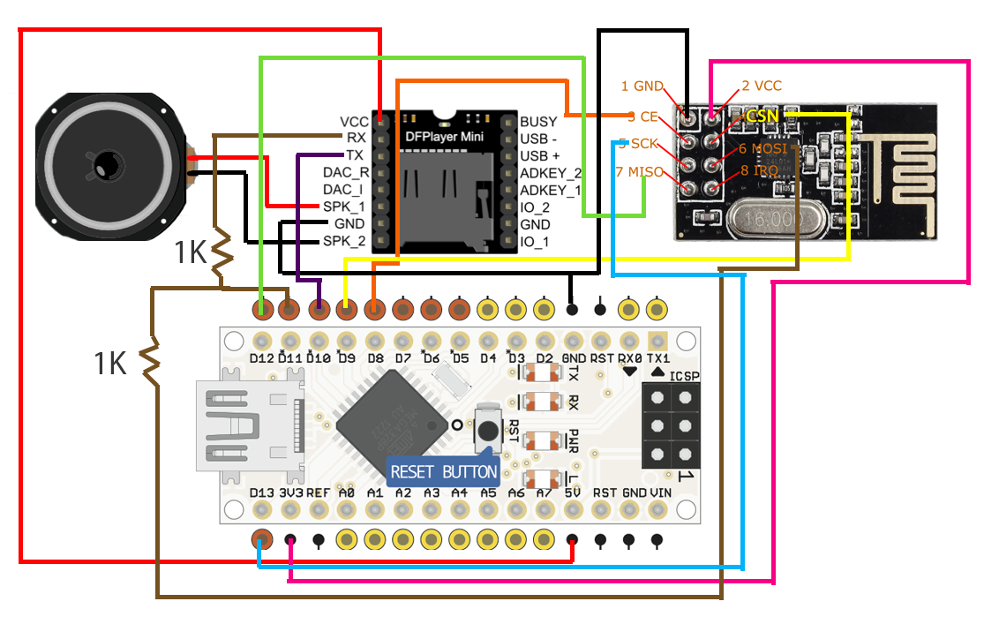 1 GND
2 VCC
3 CE
CSN
5 SCK
6 MOSI
7 MISO
8 IRQ
16.000
DFPlayer Mini
VCC
RX
TX
DAC_R
DAC_I
SPK_1
GND
SPK_2
BUSY
USB -
USB +
ADKEY_2
ADKEY_1
IO_2
GND
IO_1
1K
1K
D12 *D11 *D10 *D9 D8 D7 *D6 *D5 D4 *D3 D2 GND RST RX0 TX1
TX
RX
PWR
L
RST
ICSP
1
RESET BUTTON
D13 3V3 REF A0 A1 A2 A3 A4 A5 A6 A7 5V RST GND VIN